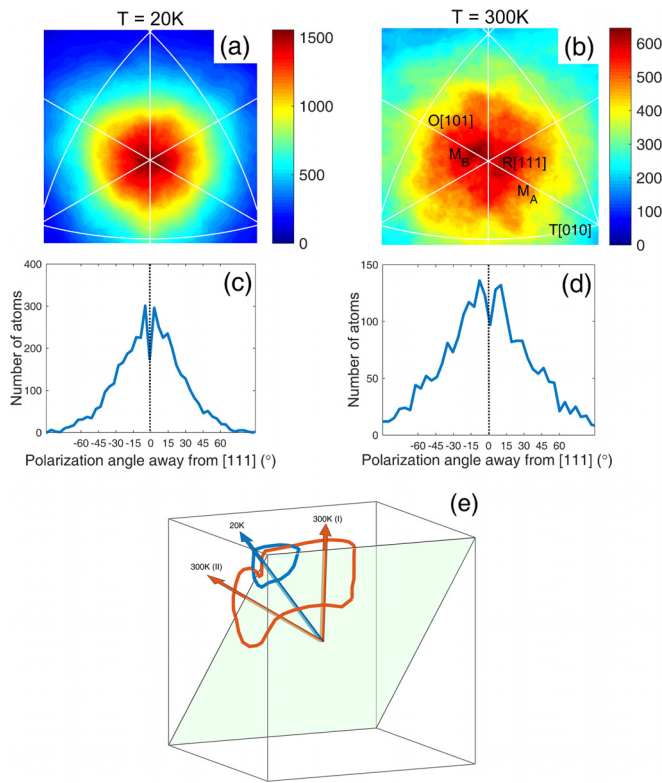 T = 20K
T = 300K
(a)
(b)
1500
1000
500
0
600
500
400
300
200
100
0
O[101]
M_B
R[111]
M_A
T[010]
(c)
(d)
400
300
200
100
0
Number of atoms
-60 -45 -30 -15 0 15 30 45 60
Polarization angle away from [111] (°)
150
100
50
0
Number of atoms
-60 -45 -30 -15 0 15 30 45 60
Polarization angle away from [111] (°)
(e)
20K
300K (I)
300K (II)